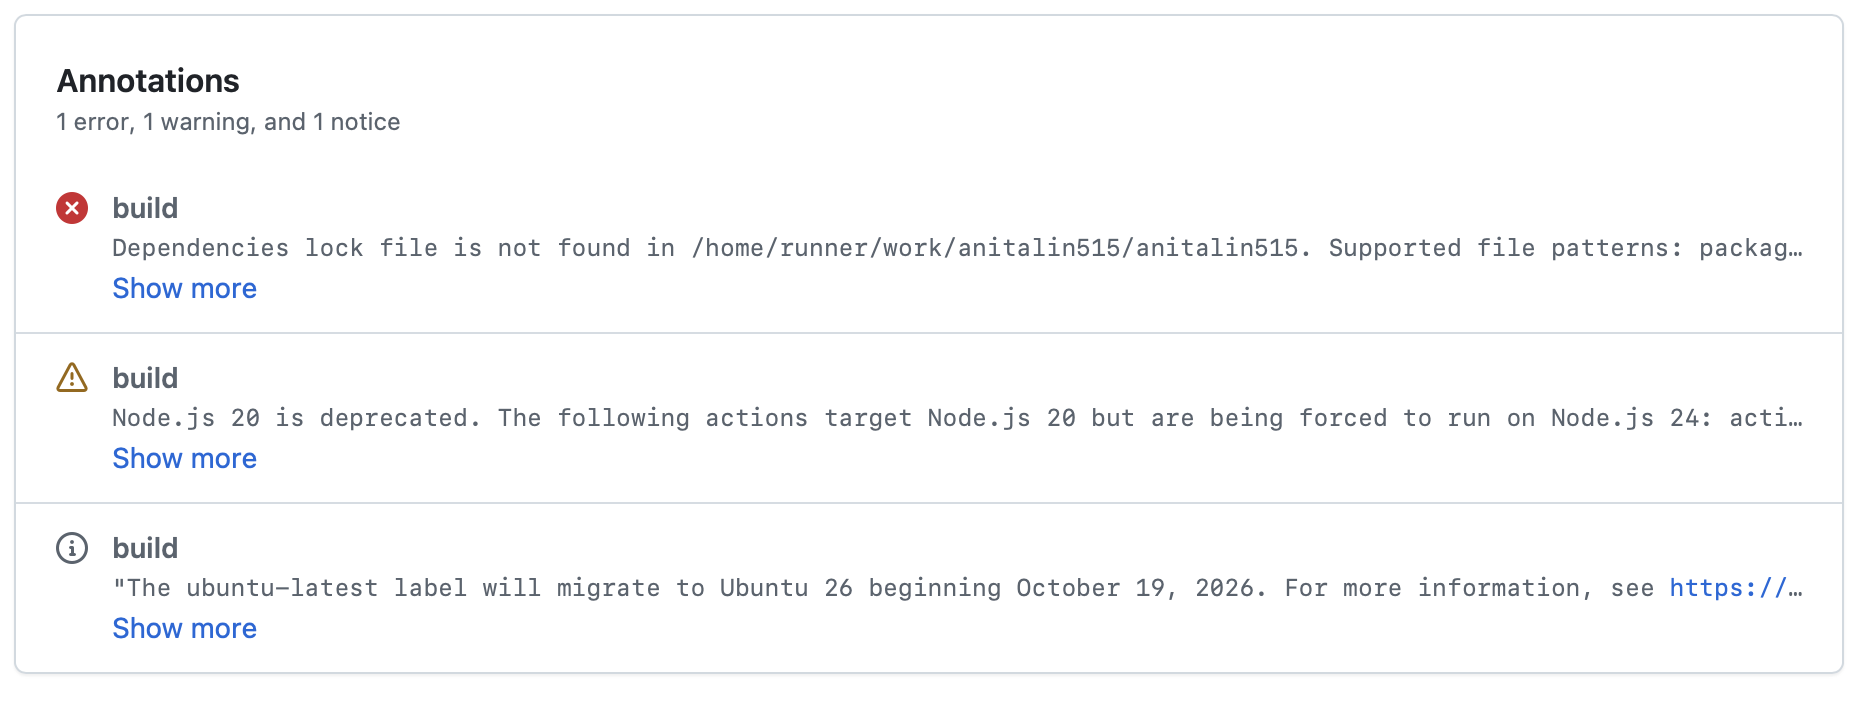 Annotations
1 error, 1 warning, and 1 notice
build
Dependencies lock file is not found in /home/runner/work/anitalin515/anitalin515. Supported file patterns: packag…
Show more
build
Node.js 20 is deprecated. The following actions target Node.js 20 but are being forced to run on Node.js 24: acti…
Show more
build
"The ubuntu-latest label will migrate to Ubuntu 26 beginning October 19, 2026. For more information, see https://…
Show more